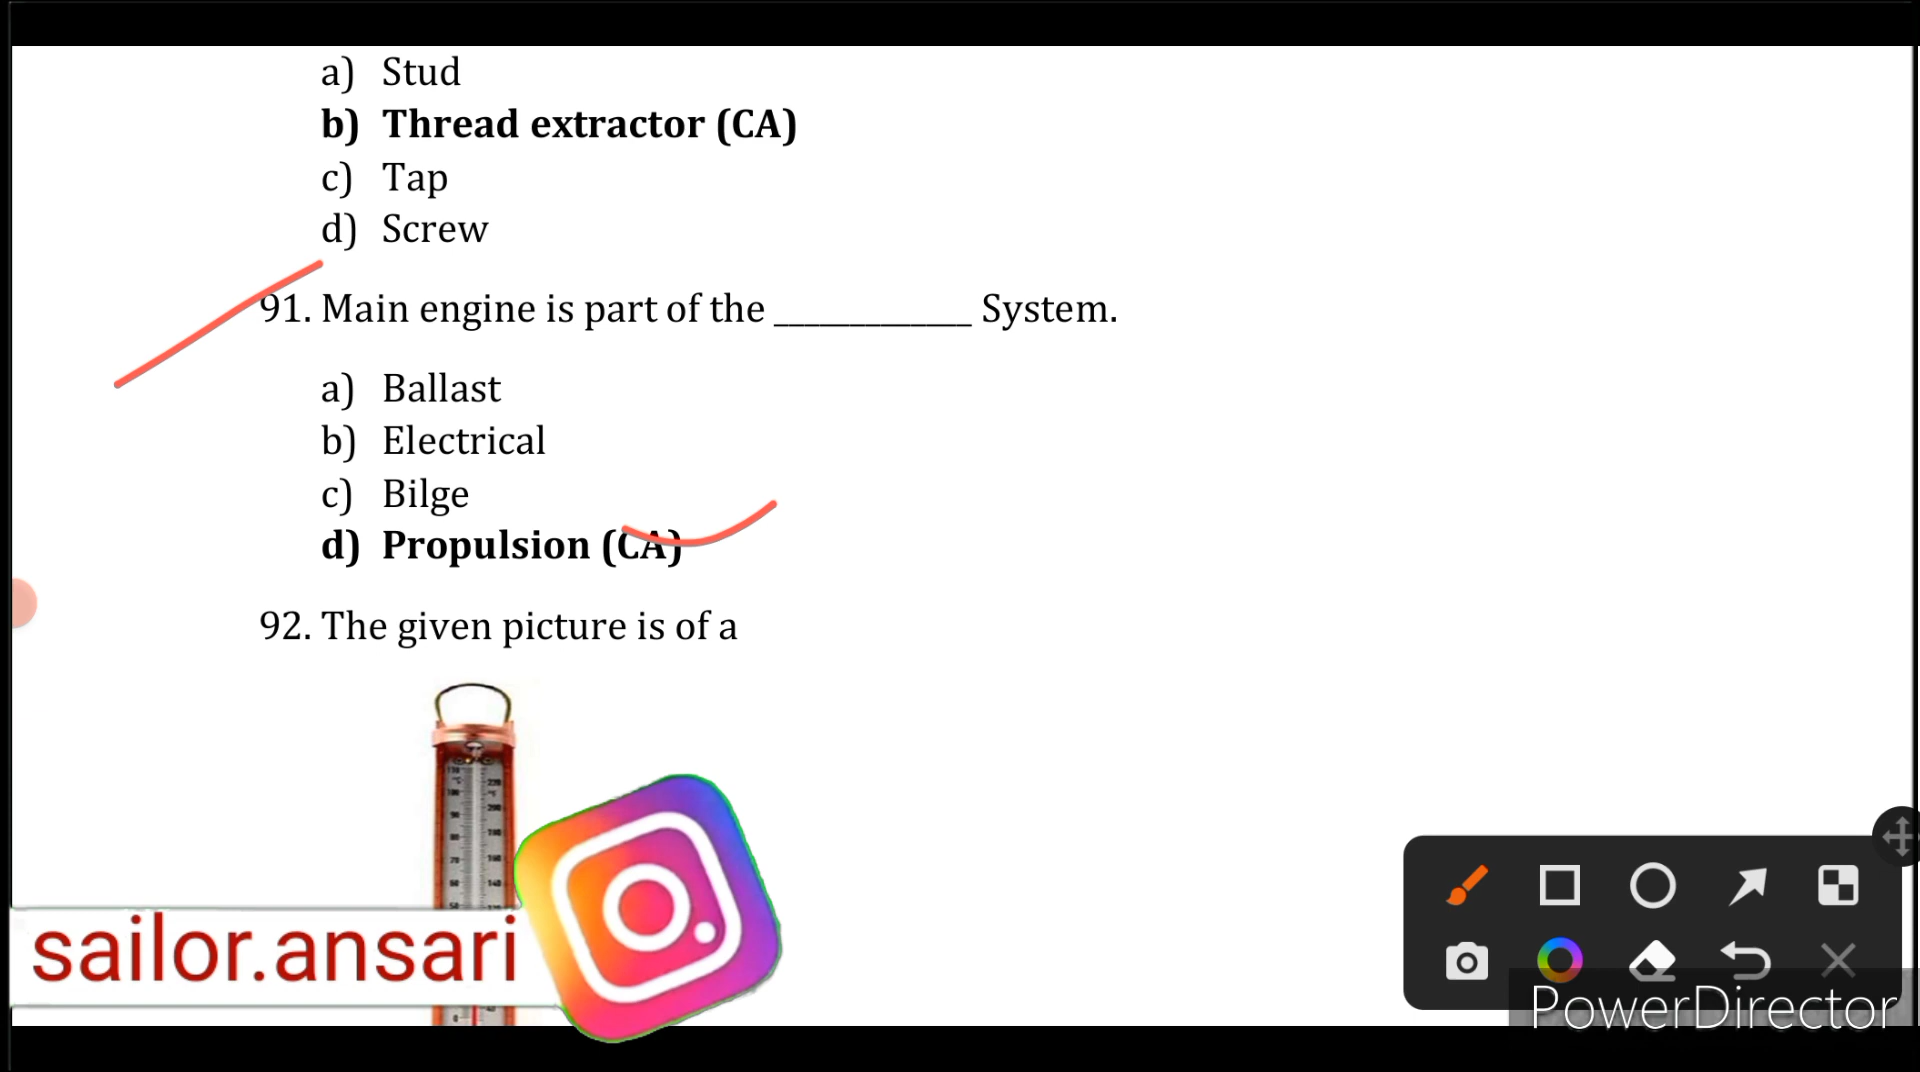 a) Stud
b) Thread extractor (CA)
c) Tap
d) Screw
91. Main engine is part of the ____________ System.
a) Ballast
b) Electrical
c) Bilge
d) Propulsion (CA)
92. The given picture is of a
sailor.ansari
PowerDirector